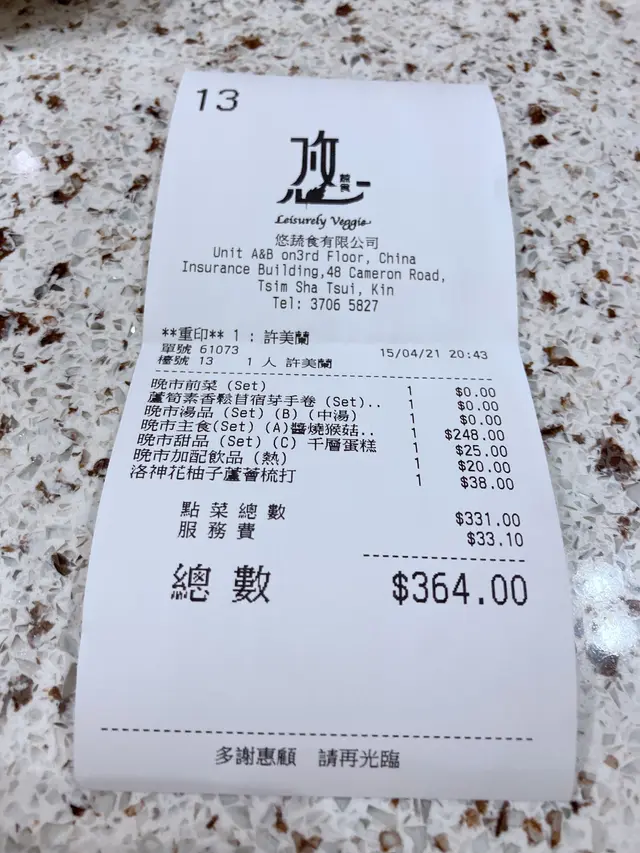 13
悠
蔬食
Leisurely Veggie
悠蔬食有限公司
Unit A&B on3rd Floor, China
Insurance Building,48 Cameron Road,
Tsim Sha Tsui, Kin
Tel: 3706 5827
**重印** 1 : 許美蘭
單號 61073 15/04/21 20:43
檯號 13 1 人 許美蘭
晚市前菜 (Set) 1 $0.00
蘆筍素香鬆苜宿芽手卷 (Set).. 1 $0.00
晚市湯品 (Set) (B) (中湯) 1 $0.00
晚市主食(Set) (A)醬燒猴菇.. 1 $248.00
晚市甜品 (Set) (C) 千層蛋糕 1 $25.00
晚市加配飲品 (熱) 1 $20.00
洛神花柚子蘆薈梳打 1 $38.00
點菜總數 $331.00
服務費 $33.10
總數 $364.00
多謝惠顧 請再光臨